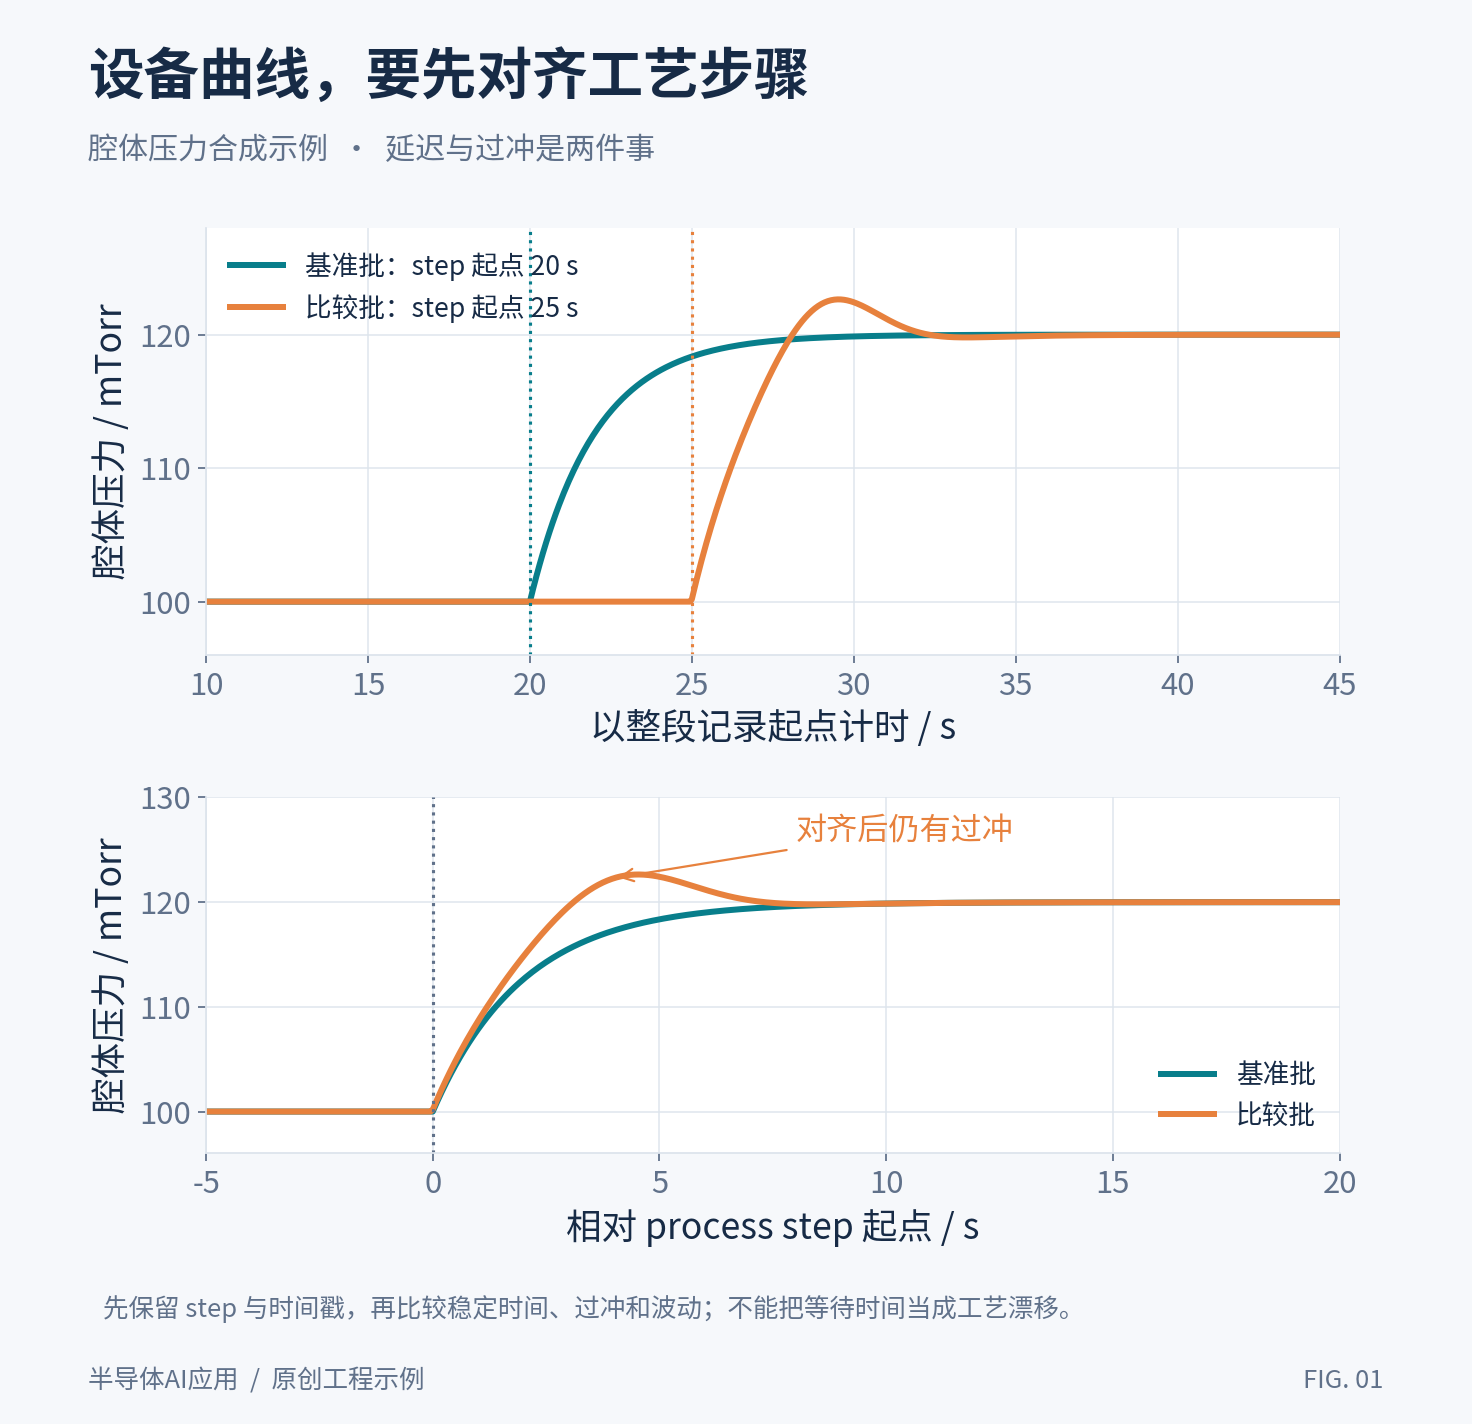 设备曲线，要先对齐工艺步骤
腔体压力合成示例 · 延迟与过冲是两件事
基准批：step 起点 20 s
比较批：step 起点 25 s
腔体压力 / mTorr
120
110
100
10 15 20 25 30 35 40 45
以整段记录起点计时 / s
对齐后仍有过冲
腔体压力 / mTorr
130
120
110
100
基准批
比较批
-5 0 5 10 15 20
相对 process step 起点 / s
先保留 step 与时间戳，再比较稳定时间、过冲和波动；不能把等待时间当成工艺漂移。
半导体AI应用 / 原创工程示例
FIG. 01